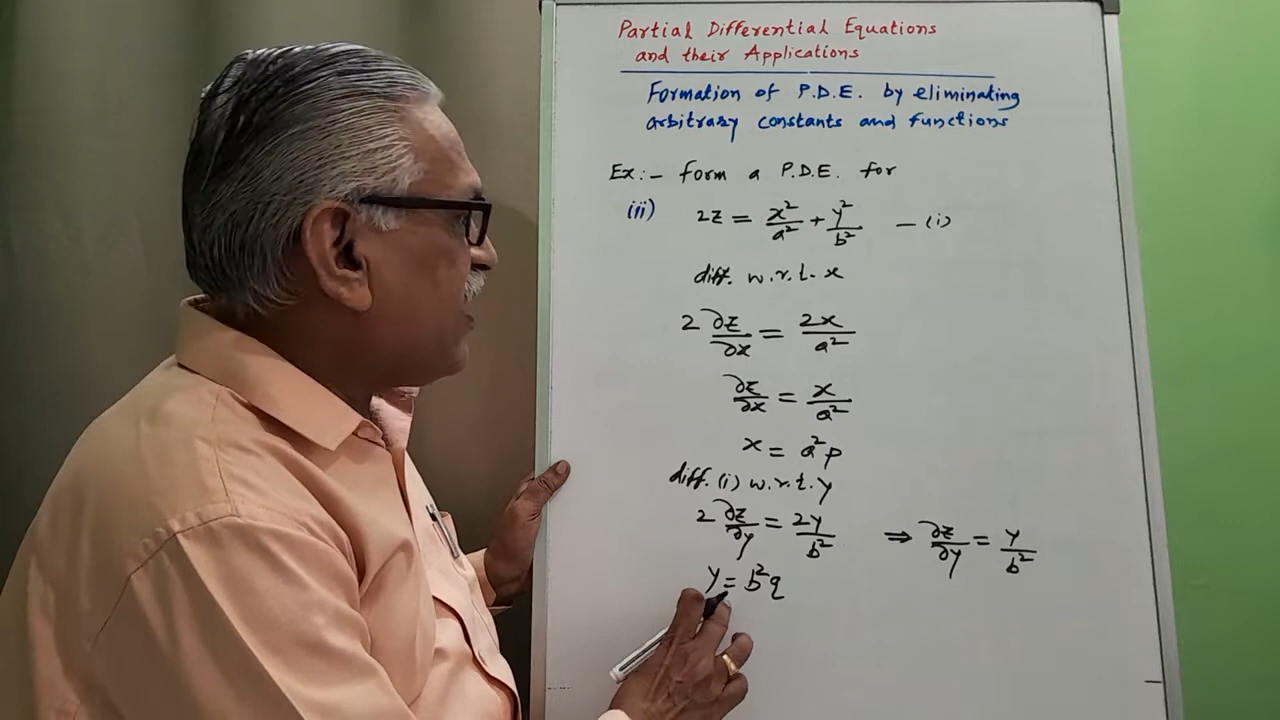 Partial Differential Equations
and their Applications
Formation of P.D.E. by eliminating
arbitrary constants and functions
Ex:- Form a P.D.E. for
(ii) 2z = x²/a² + y²/b² — (i)
diff. w.r.t. x
2 ∂z/∂x = 2x/a²
∂z/∂x = x/a²
x = a²p
diff. (i) w.r.t. y
2 ∂z/∂y = 2y/b² ⇒ ∂z/∂y = y/b²
y = b²q